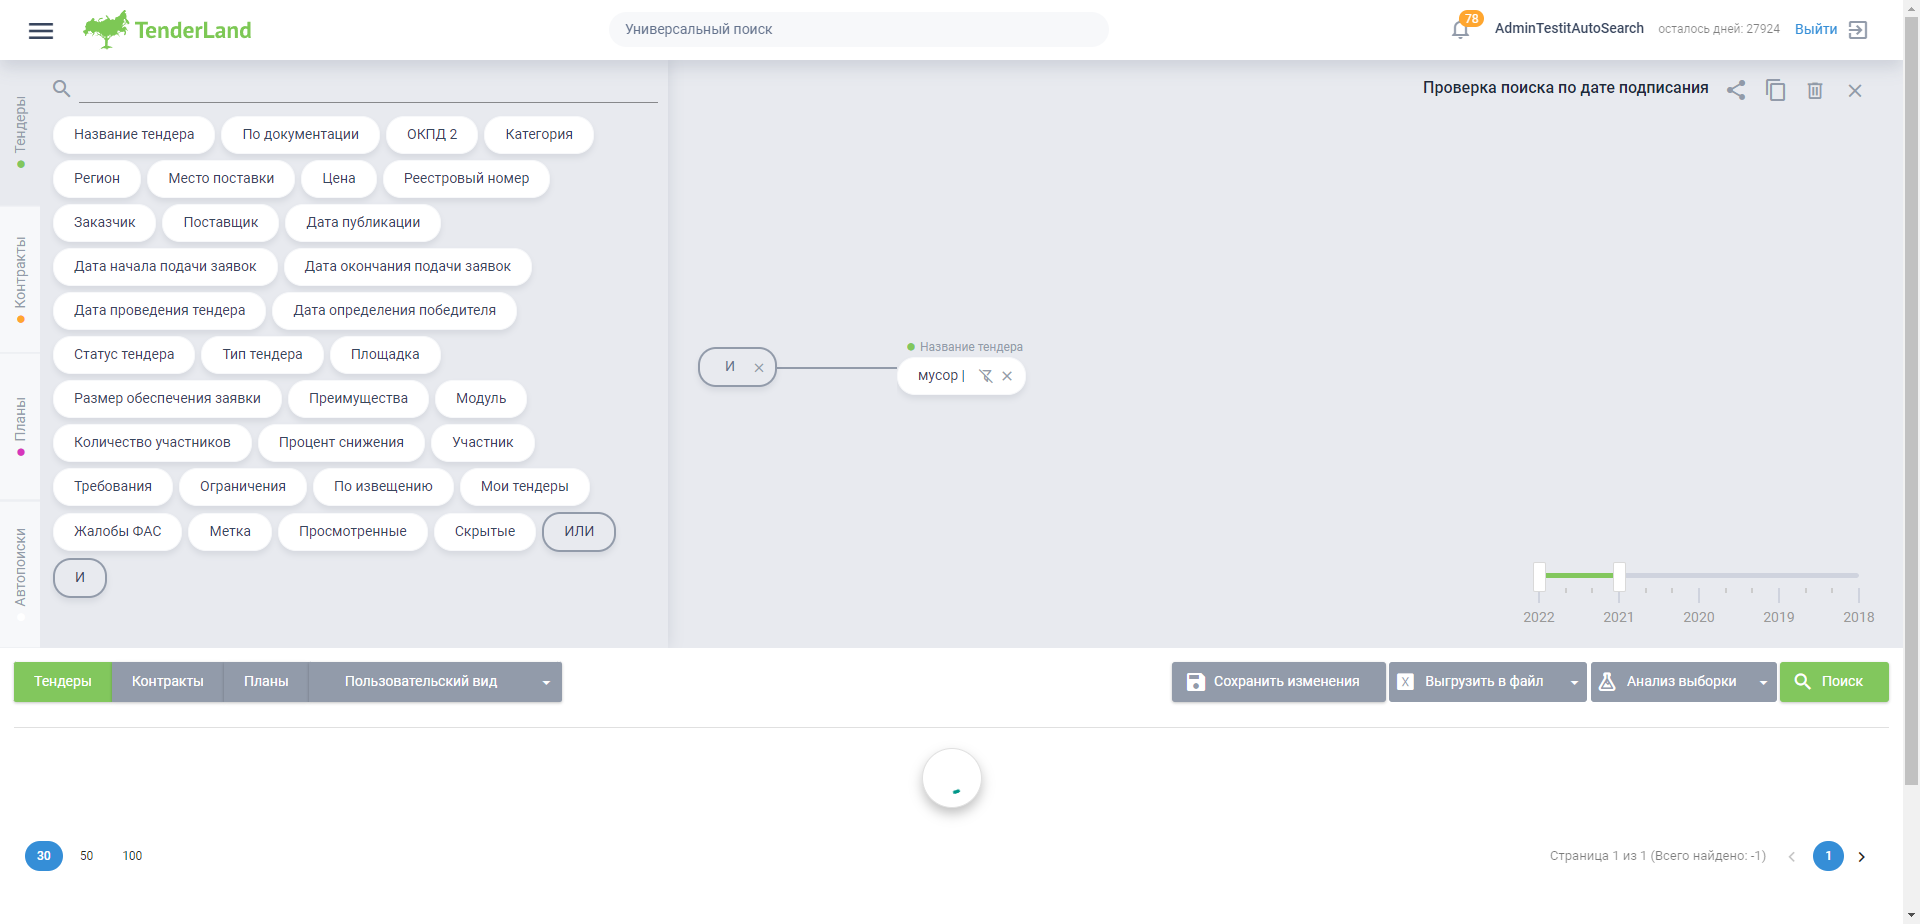 TenderLand
Универсальный поиск
78
AdminTestitAutoSearch
осталось дней: 27924
Выйти
Тендеры
Контракты
Планы
Автопоиски
Название тендера
По документации
ОКПД 2
Категория
Регион
Место поставки
Цена
Реестровый номер
Заказчик
Поставщик
Дата публикации
Дата начала подачи заявок
Дата окончания подачи заявок
Дата проведения тендера
Дата определения победителя
Статус тендера
Тип тендера
Площадка
Размер обеспечения заявки
Преимущества
Модуль
Количество участников
Процент снижения
Участник
Требования
Ограничения
По извещению
Мои тендеры
Жалобы ФАС
Метка
Просмотренные
Скрытые
ИЛИ
И
Проверка поиска по дате подписания
И
Название тендера
мусор |
2022
2021
2020
2019
2018
Тендеры
Контракты
Планы
Пользовательский вид
Сохранить изменения
X Выгрузить в файл
Анализ выборки
Поиск
30
50
100
Страница 1 из 1 (Всего найдено: -1)
1